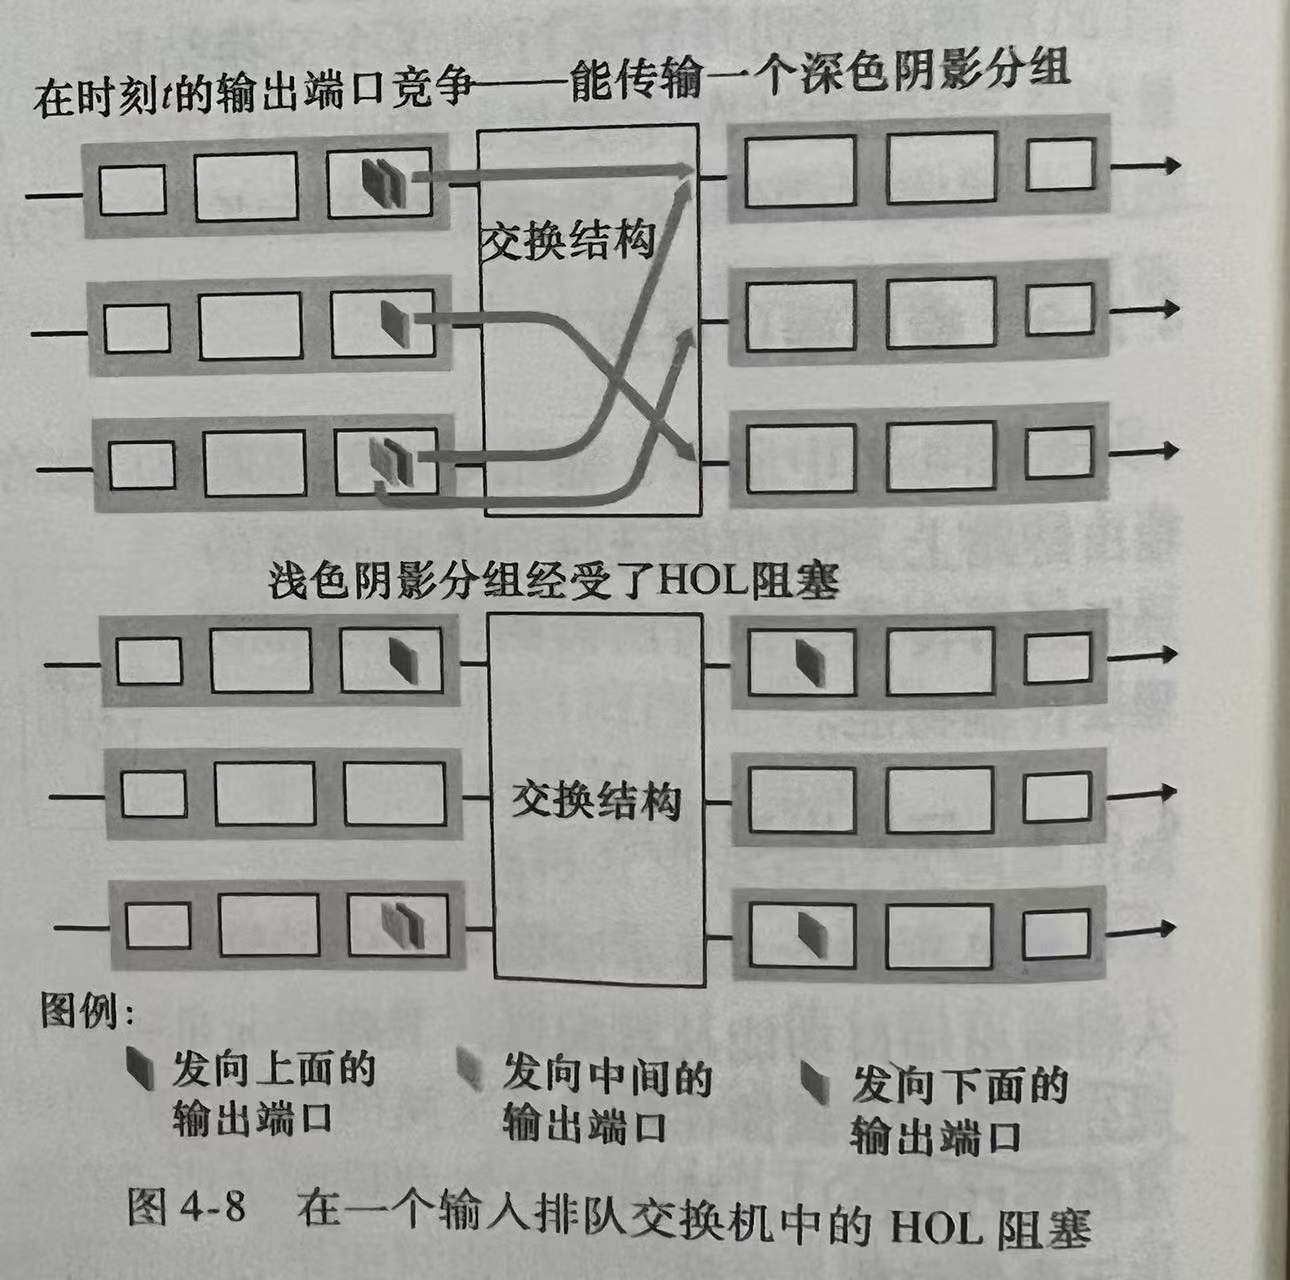 在时刻t的输出端口竞争——能传输一个深色阴影分组
交换结构
浅色阴影分组经受了HOL阻塞
交换结构
图例：
发向上面的
输出端口
发向中间的
输出端口
发向下面的
输出端口
图 4-8 在一个输入排队交换机中的 HOL 阻塞